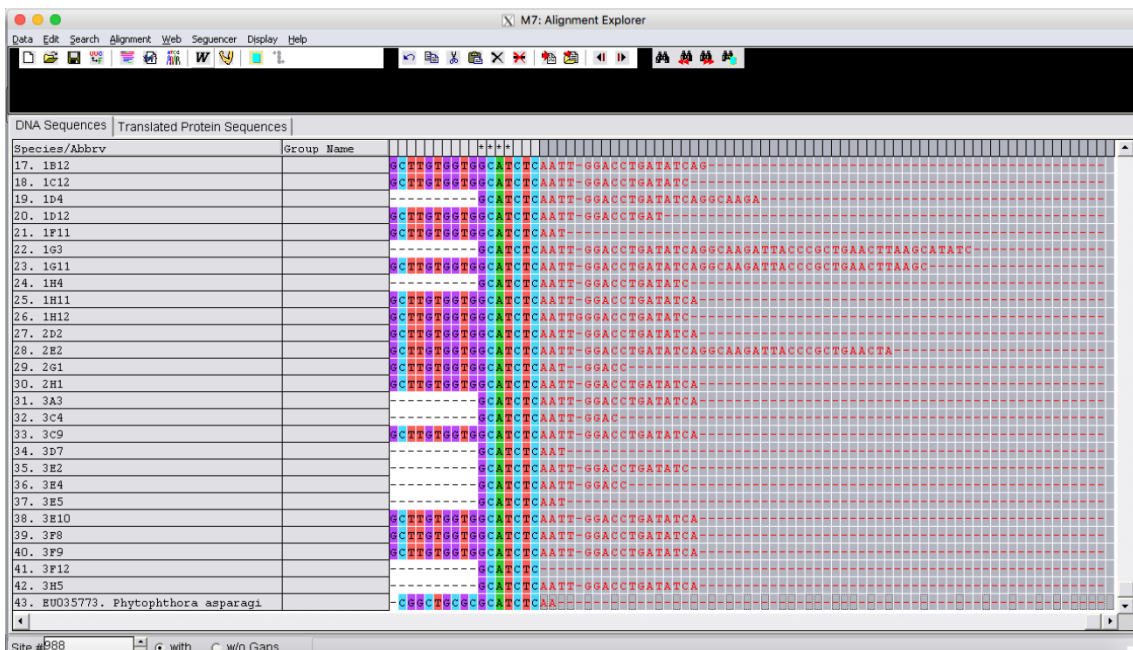 M7: Alignment Explorer
Data Edit Search Alignment Web Sequencer Display Help
DNA Sequences Translated Protein Sequences
Species/Abbrv Group Name * * * *
17. 1B12 GCTTGTGGTGGCATCTCAATT-GGACCTGATATCAG---------------------------------------------
18. 1C12 GCTTGTGGTGGCATCTCAATT-GGACCTGATATC-----------------------------------------------
19. 1D4 ----------GCATCTCAATT-GGACCTGATATCAGGCAAGA---------------------------------------
20. 1D12 GCTTGTGGTGGCATCTCAATT-GGACCTGAT--------------------------------------------------
21. 1F11 GCTTGTGGTGGCATCTCAAT-------------------------------------------------------------
22. 1G3 ----------GCATCTCAATT-GGACCTGATATCAGGCAAGATTACCCGCTGAACTTAAGCATATC---------------
23. 1G11 GCTTGTGGTGGCATCTCAATT-GGACCTGATATCAGGCAAGATTACCCGCTGAACTTAAGC--------------------
24. 1H4 ----------GCATCTCAATT-GGACCTGATATC-----------------------------------------------
25. 1H11 GCTTGTGGTGGCATCTCAATT-GGACCTGATATCA----------------------------------------------
26. 1H12 GCTTGTGGTGGCATCTCAATTGGGACCTGATATC-----------------------------------------------
27. 2D2 GCTTGTGGTGGCATCTCAATT-GGACCTGATATCA----------------------------------------------
28. 2E2 GCTTGTGGTGGCATCTCAATT-GGACCTGATATCAGGCAAGATTACCCGCTGAACTA------------------------
29. 2G1 GCTTGTGGTGGCATCTCAAT--GGACC------------------------------------------------------
30. 2H1 GCTTGTGGTGGCATCTCAATT-GGACCTGATATCA----------------------------------------------
31. 3A3 ----------GCATCTCAATT-GGACCTGATATCA----------------------------------------------
32. 3C4 ----------GCATCTCAATT-GGAC-------------------------------------------------------
33. 3C9 GCTTGTGGTGGCATCTCAATT-GGACCTGATATCA----------------------------------------------
34. 3D7 ----------GCATCTCAAT-------------------------------------------------------------
35. 3E2 ----------GCATCTCAATT-GGACCTGATATC-----------------------------------------------
36. 3E4 ----------GCATCTCAATT-GGACC------------------------------------------------------
37. 3E5 ----------GCATCTCAAT-------------------------------------------------------------
38. 3E10 GCTTGTGGTGGCATCTCAATT-GGACCTGATATCA----------------------------------------------
39. 3F8 GCTTGTGGTGGCATCTCAATT-GGACCTGATATCA----------------------------------------------
40. 3F9 GCTTGTGGTGGCATCTCAATT-GGACCTGATATCA----------------------------------------------
41. 3F12 ----------GCATCTC----------------------------------------------------------------
42. 3H5 ----------GCATCTCAATT-GGACCTGATATCA----------------------------------------------
43. EU035773. Phytophthora asparagi -CGGCTGCGCGCATCTCAA--------------------------------------------------------------
Site # 988 with w/o Gaps